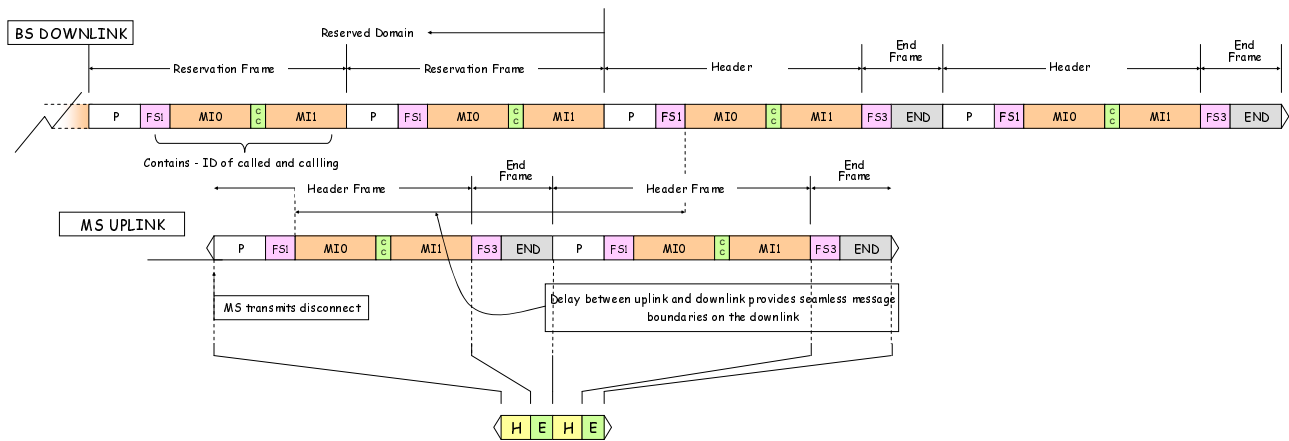 BS DOWNLINK
Reserved Domain
Reservation Frame
Reservation Frame
Header
End
Frame
Header
End
Frame
P FS1 MI0 C C MI1 P FS1 MI0 C C MI1 P FS1 MI0 C C MI1 FS3 END P FS1 MI0 C C MI1 FS3 END
Contains - ID of called and callling
Header Frame
End
Frame
Header Frame
End
Frame
MS UPLINK
P FS1 MI0 C C MI1 FS3 END P FS1 MI0 C C MI1 FS3 END
MS transmits disconnect
Delay between uplink and downlink provides seamless message
boundaries on the downlink
H E H E